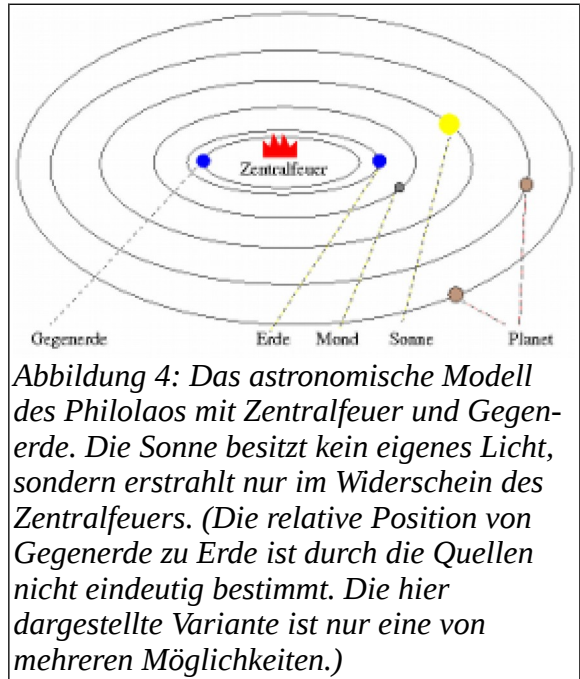 Zentralfeuer
Gegenerde Erde Mond Sonne Planet
Abbildung 4: Das astronomische Modell
des Philolaos mit Zentralfeuer und Gegen-
erde. Die Sonne besitzt kein eigenes Licht,
sondern erstrahlt nur im Widerschein des
Zentralfeuers. (Die relative Position von
Gegenerde zu Erde ist durch die Quellen
nicht eindeutig bestimmt. Die hier
dargestellte Variante ist nur eine von
mehreren Möglichkeiten.)